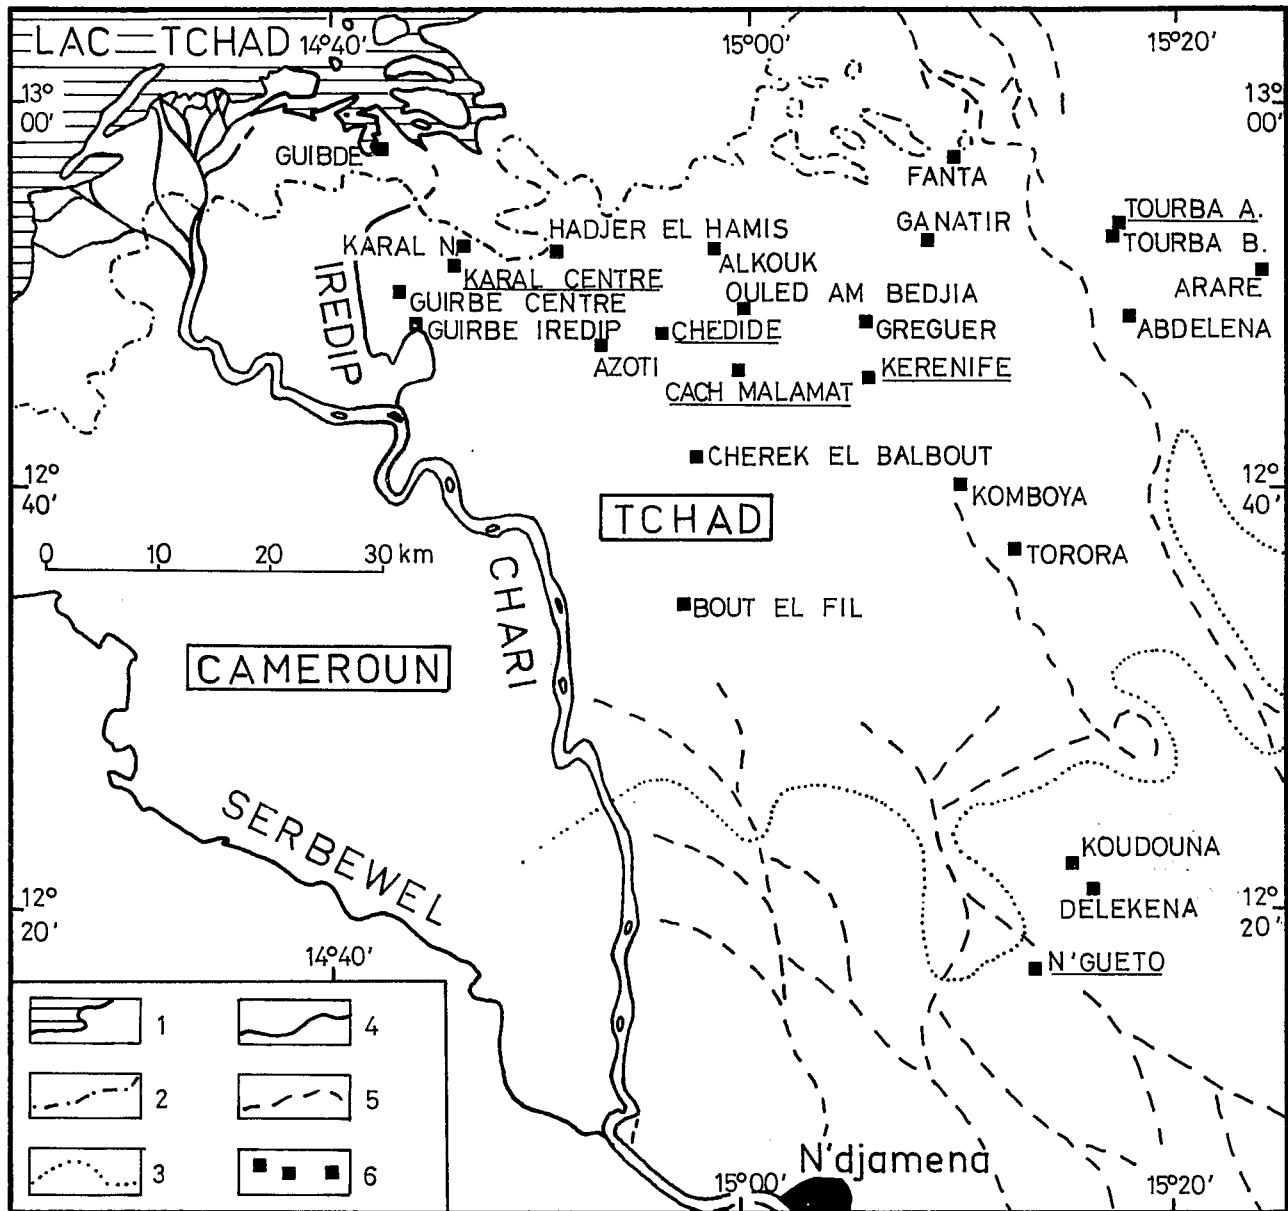 LAC TCHAD
14°40'
15°00'
15°20'
13°
00'
13°
00'
GUIBDE
FANTA
TOURBA A.
TOURBA B.
GANATIR
HADJER EL HAMIS
KARAL N
ALKOUK
KARAL CENTRE
ARARE
IREDIP
GUIRBE CENTRE
OULED AM BEDJIA
GUIRBE IREDIP
CHEDIDE
GREGUER
ABDELENA
AZOTI
KERENIFE
CACH MALAMAT
CHEREK EL BALBOUT
12°
40'
KOMBOYA
12°
40'
TCHAD
0 10 20 30 km
TORORA
CHARI
BOUT EL FIL
CAMEROUN
SERBEWEL
KOUDOUNA
DELEKENA
12°
20'
12°
20'
14°40'
N'GUETO
1
4
2
5
3
6
N'djamena
15°00'
15°20'